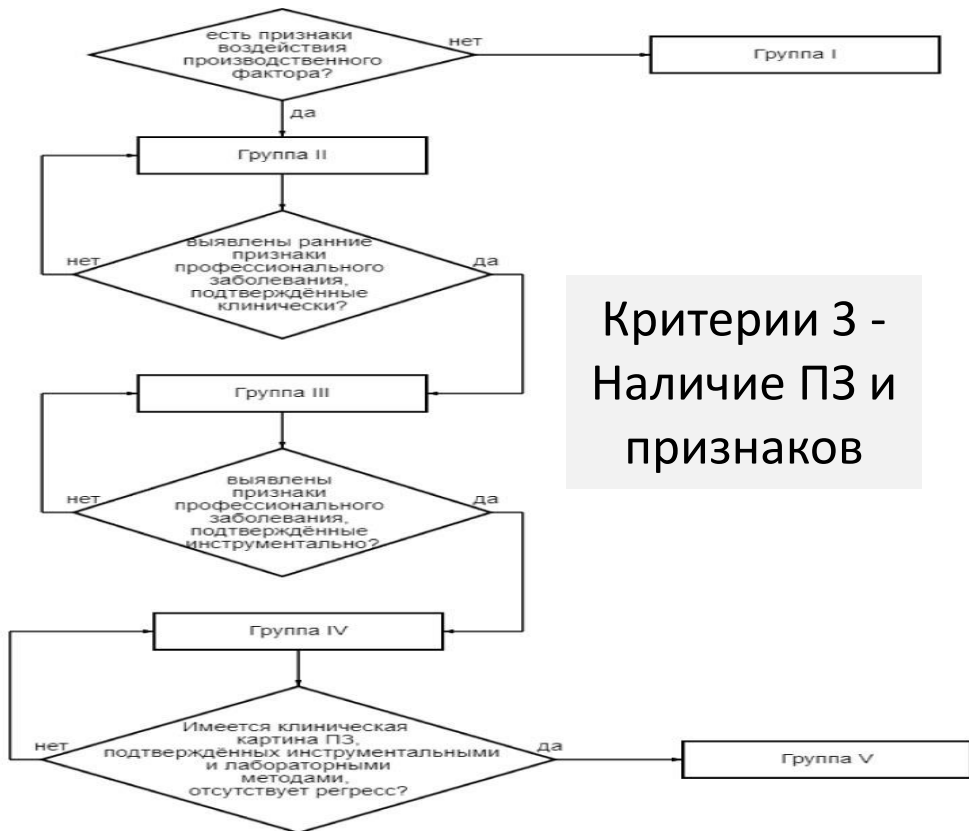 есть признаки
воздействия
производственного
фактора?
нет
Группа I
да
Группа II
выявлены ранние
признаки
профессионального
заболевания,
подтверждённые
клинически?
нет
да
Критерии 3 -
Наличие ПЗ и
признаков
Группа III
выявлены
признаки
профессионального
заболевания,
подтверждённые
инструментально?
нет
да
Группа IV
Имеется клиническая
картина ПЗ,
подтверждённых инструментальными
и лабораторными
методами,
отсутствует регресс?
нет
да
Группа V